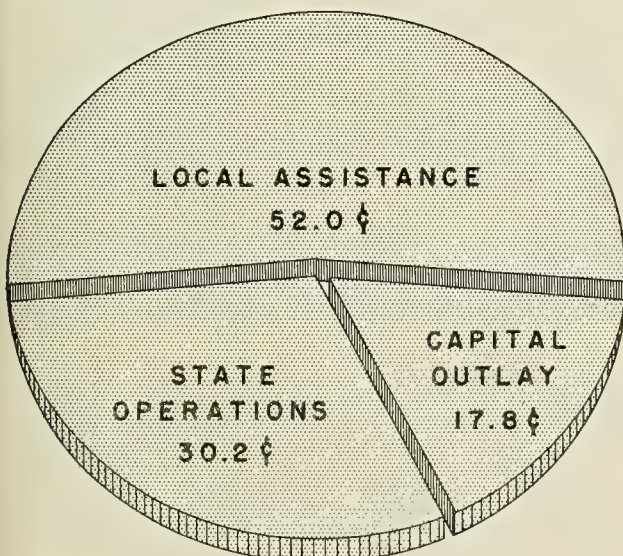 LOCAL ASSISTANCE
52.0 ¢
STATE
OPERATIONS
30.2 ¢
CAPITAL
OUTLAY
17.8 ¢